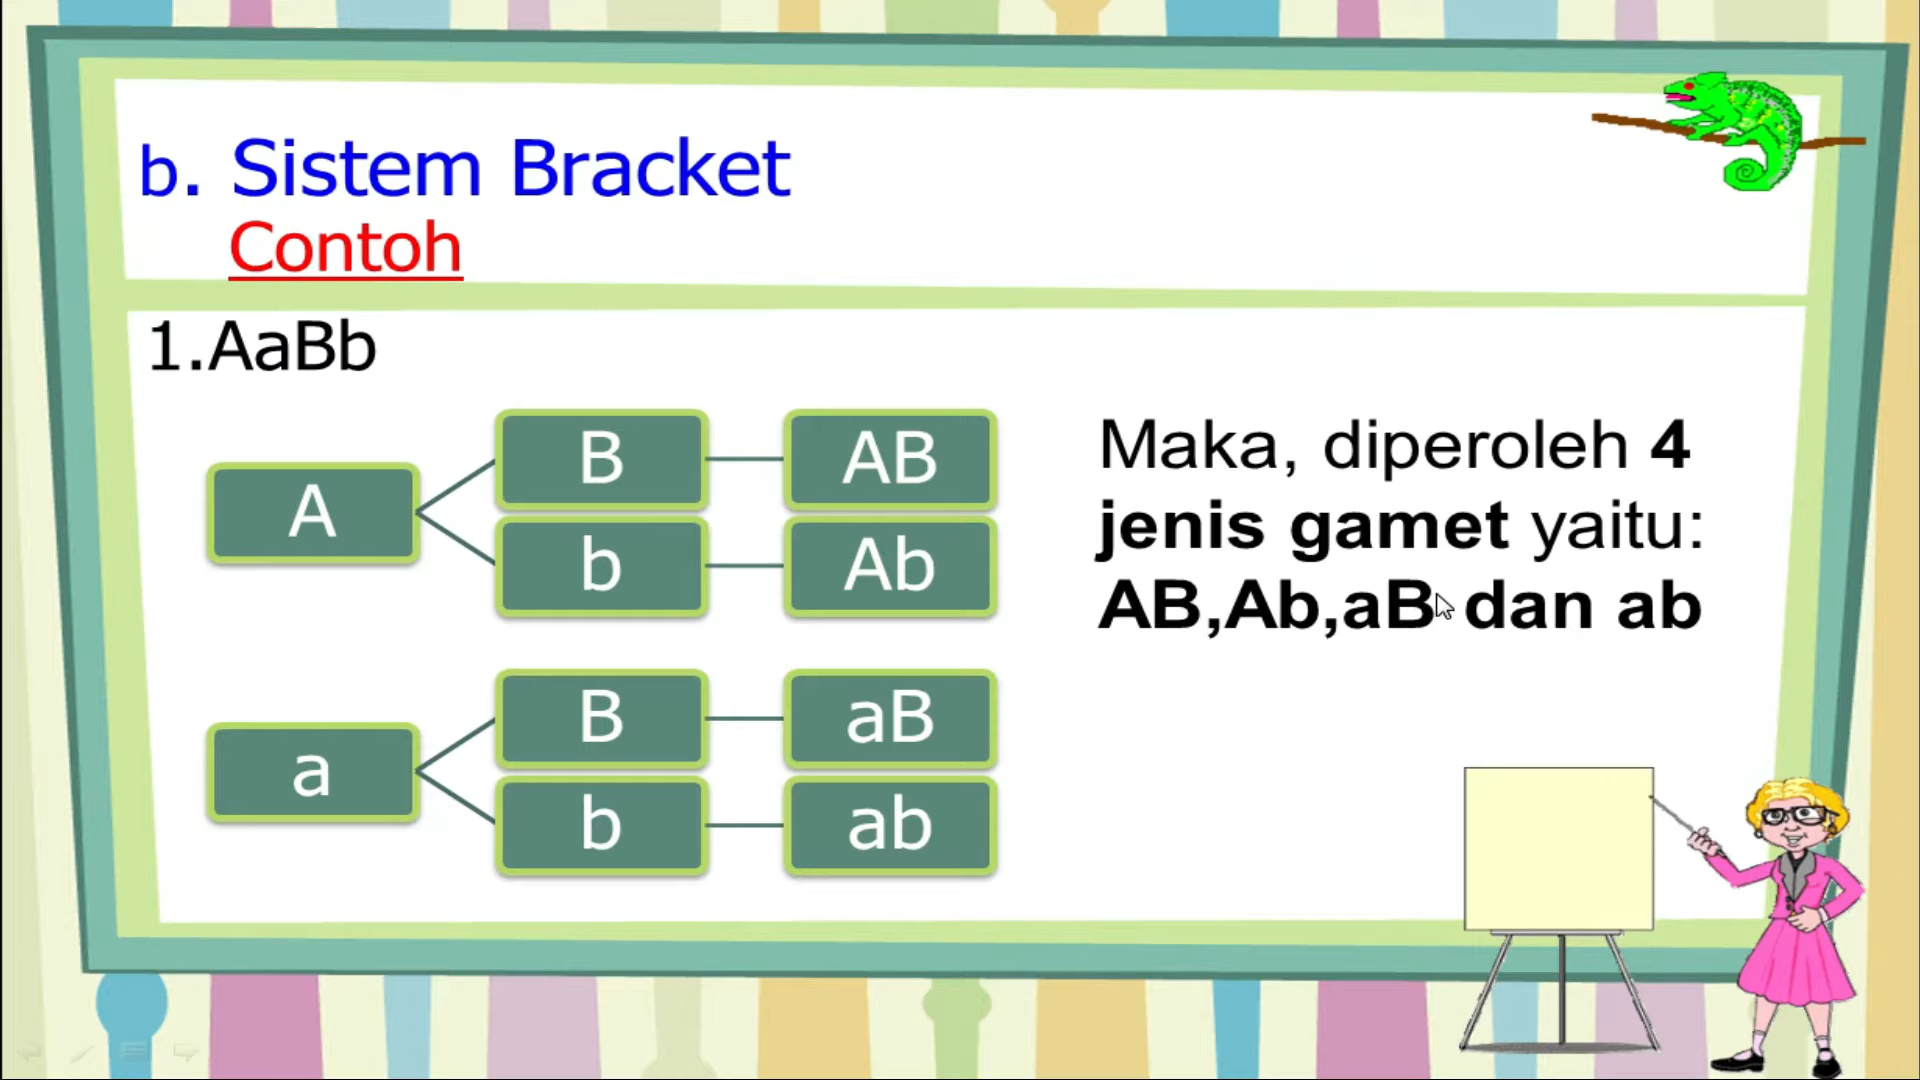 b. Sistem Bracket
Contoh
1.AaBb
A
B
AB
b
Ab
a
B
aB
b
ab
Maka, diperoleh 4
jenis gamet yaitu:
AB,Ab,aB dan ab